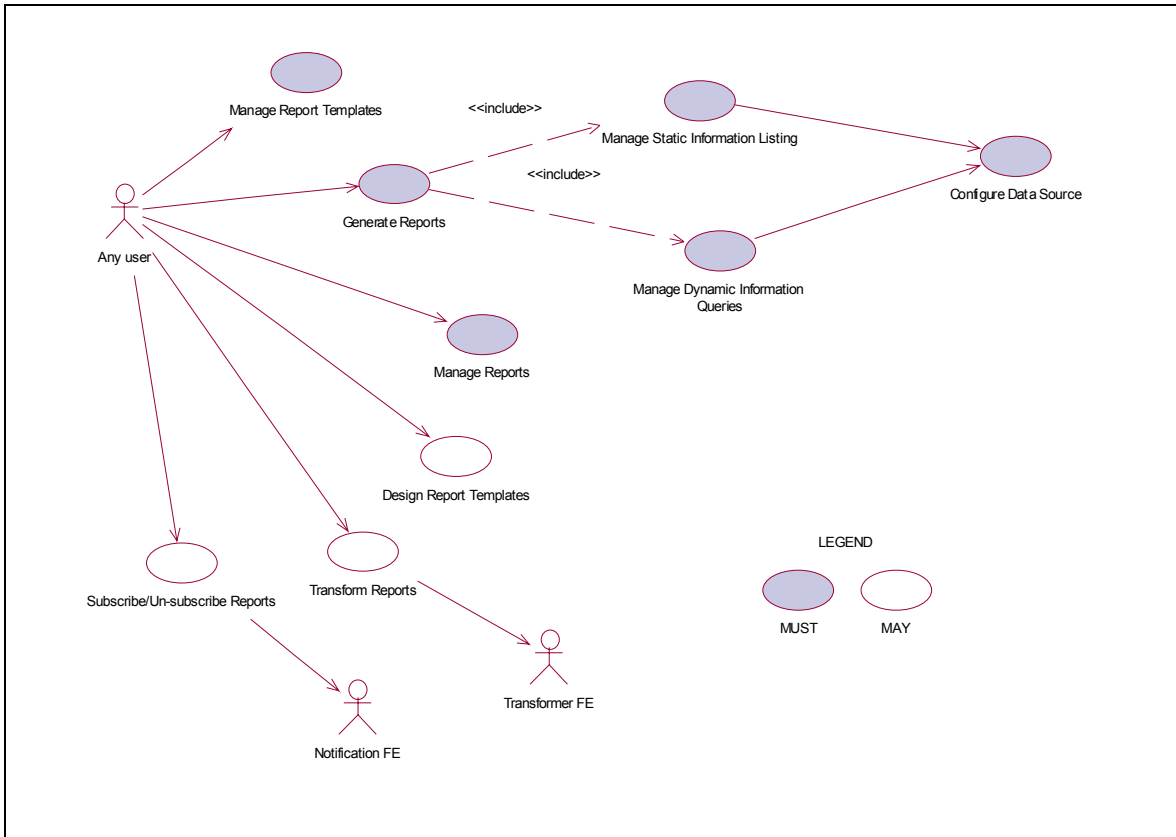 Manage Report Templates
<<include>>
Manage Static Information Listing
<<include>>
Configure Data Source
Generate Reports
Any user
Manage Dynamic Information
Queries
Manage Reports
Design Report Templates
LEGEND
Subscribe/Un-subscribe Reports
Transform Reports
MUST
MAY
Transformer FE
Notification FE